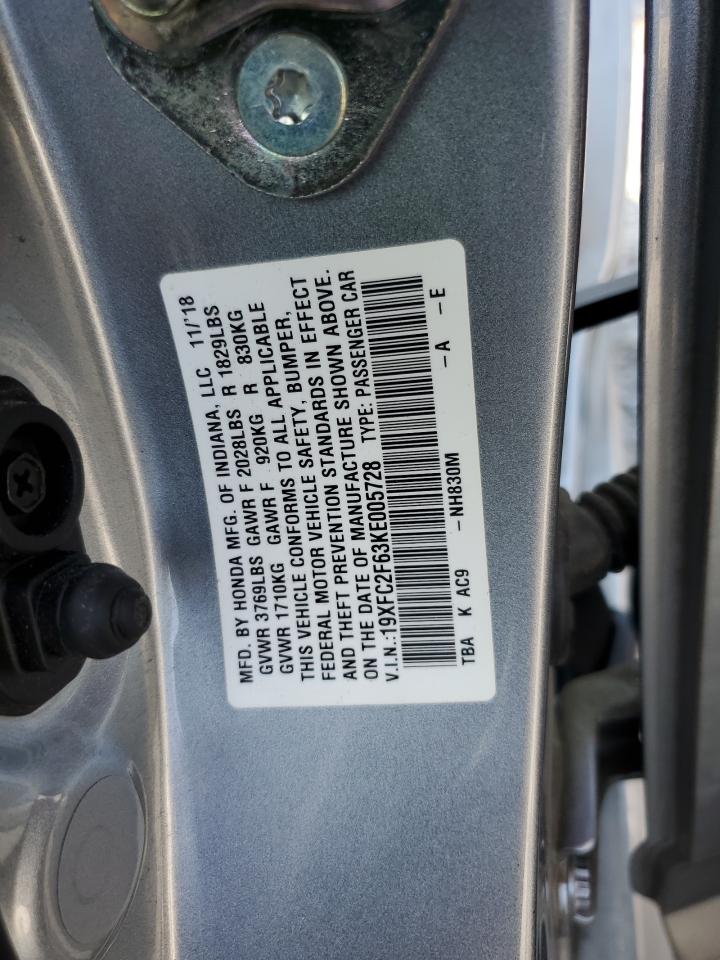 MFD. BY HONDA MFG. OF INDIANA, LLC 11/'18
GVWR 3769LBS GAWR F 2028LBS R 1829LBS
GVWR 1710KG GAWR F 920KG R 830KG
THIS VEHICLE CONFORMS TO ALL APPLICABLE
FEDERAL MOTOR VEHICLE SAFETY, BUMPER,
AND THEFT PREVENTION STANDARDS IN EFFECT
ON THE DATE OF MANUFACTURE SHOWN ABOVE.
V.I.N.:19XFC2F63KE005728 TYPE: PASSENGER CAR
TBA K AC9 -NH830M -A -E